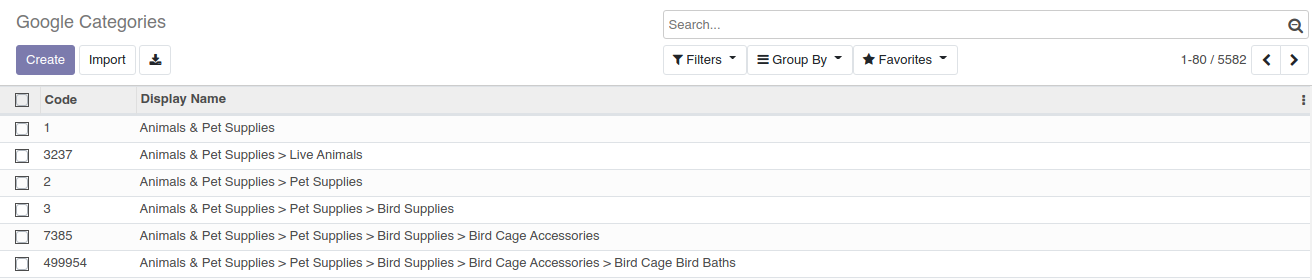 Google Categories
Search...
Create Import
Filters Group By Favorites 1-80 / 5582
Code Display Name
1 Animals & Pet Supplies
3237 Animals & Pet Supplies > Live Animals
2 Animals & Pet Supplies > Pet Supplies
3 Animals & Pet Supplies > Pet Supplies > Bird Supplies
7385 Animals & Pet Supplies > Pet Supplies > Bird Supplies > Bird Cage Accessories
499954 Animals & Pet Supplies > Pet Supplies > Bird Supplies > Bird Cage Accessories > Bird Cage Bird Baths